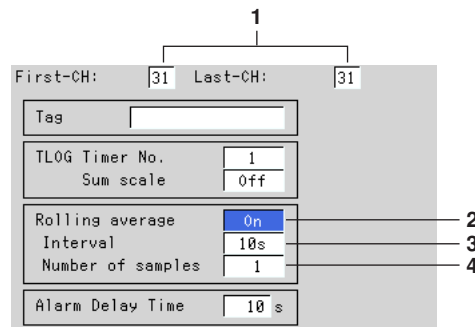 1
First-CH: 31 Last-CH: 31
Tag
TLOG Timer No. 1
Sum scale Off
Rolling average On 2
Interval 10s 3
Number of samples 1 4
Alarm Delay Time 10 s